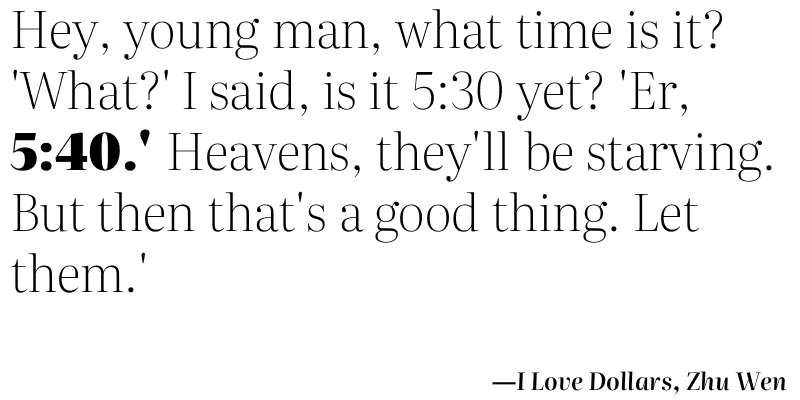 Hey, young man, what time is it?
'What?' I said, is it 5:30 yet? 'Er,
5:40.' Heavens, they'll be starving.
But then that's a good thing. Let
them.'
—I Love Dollars, Zhu Wen